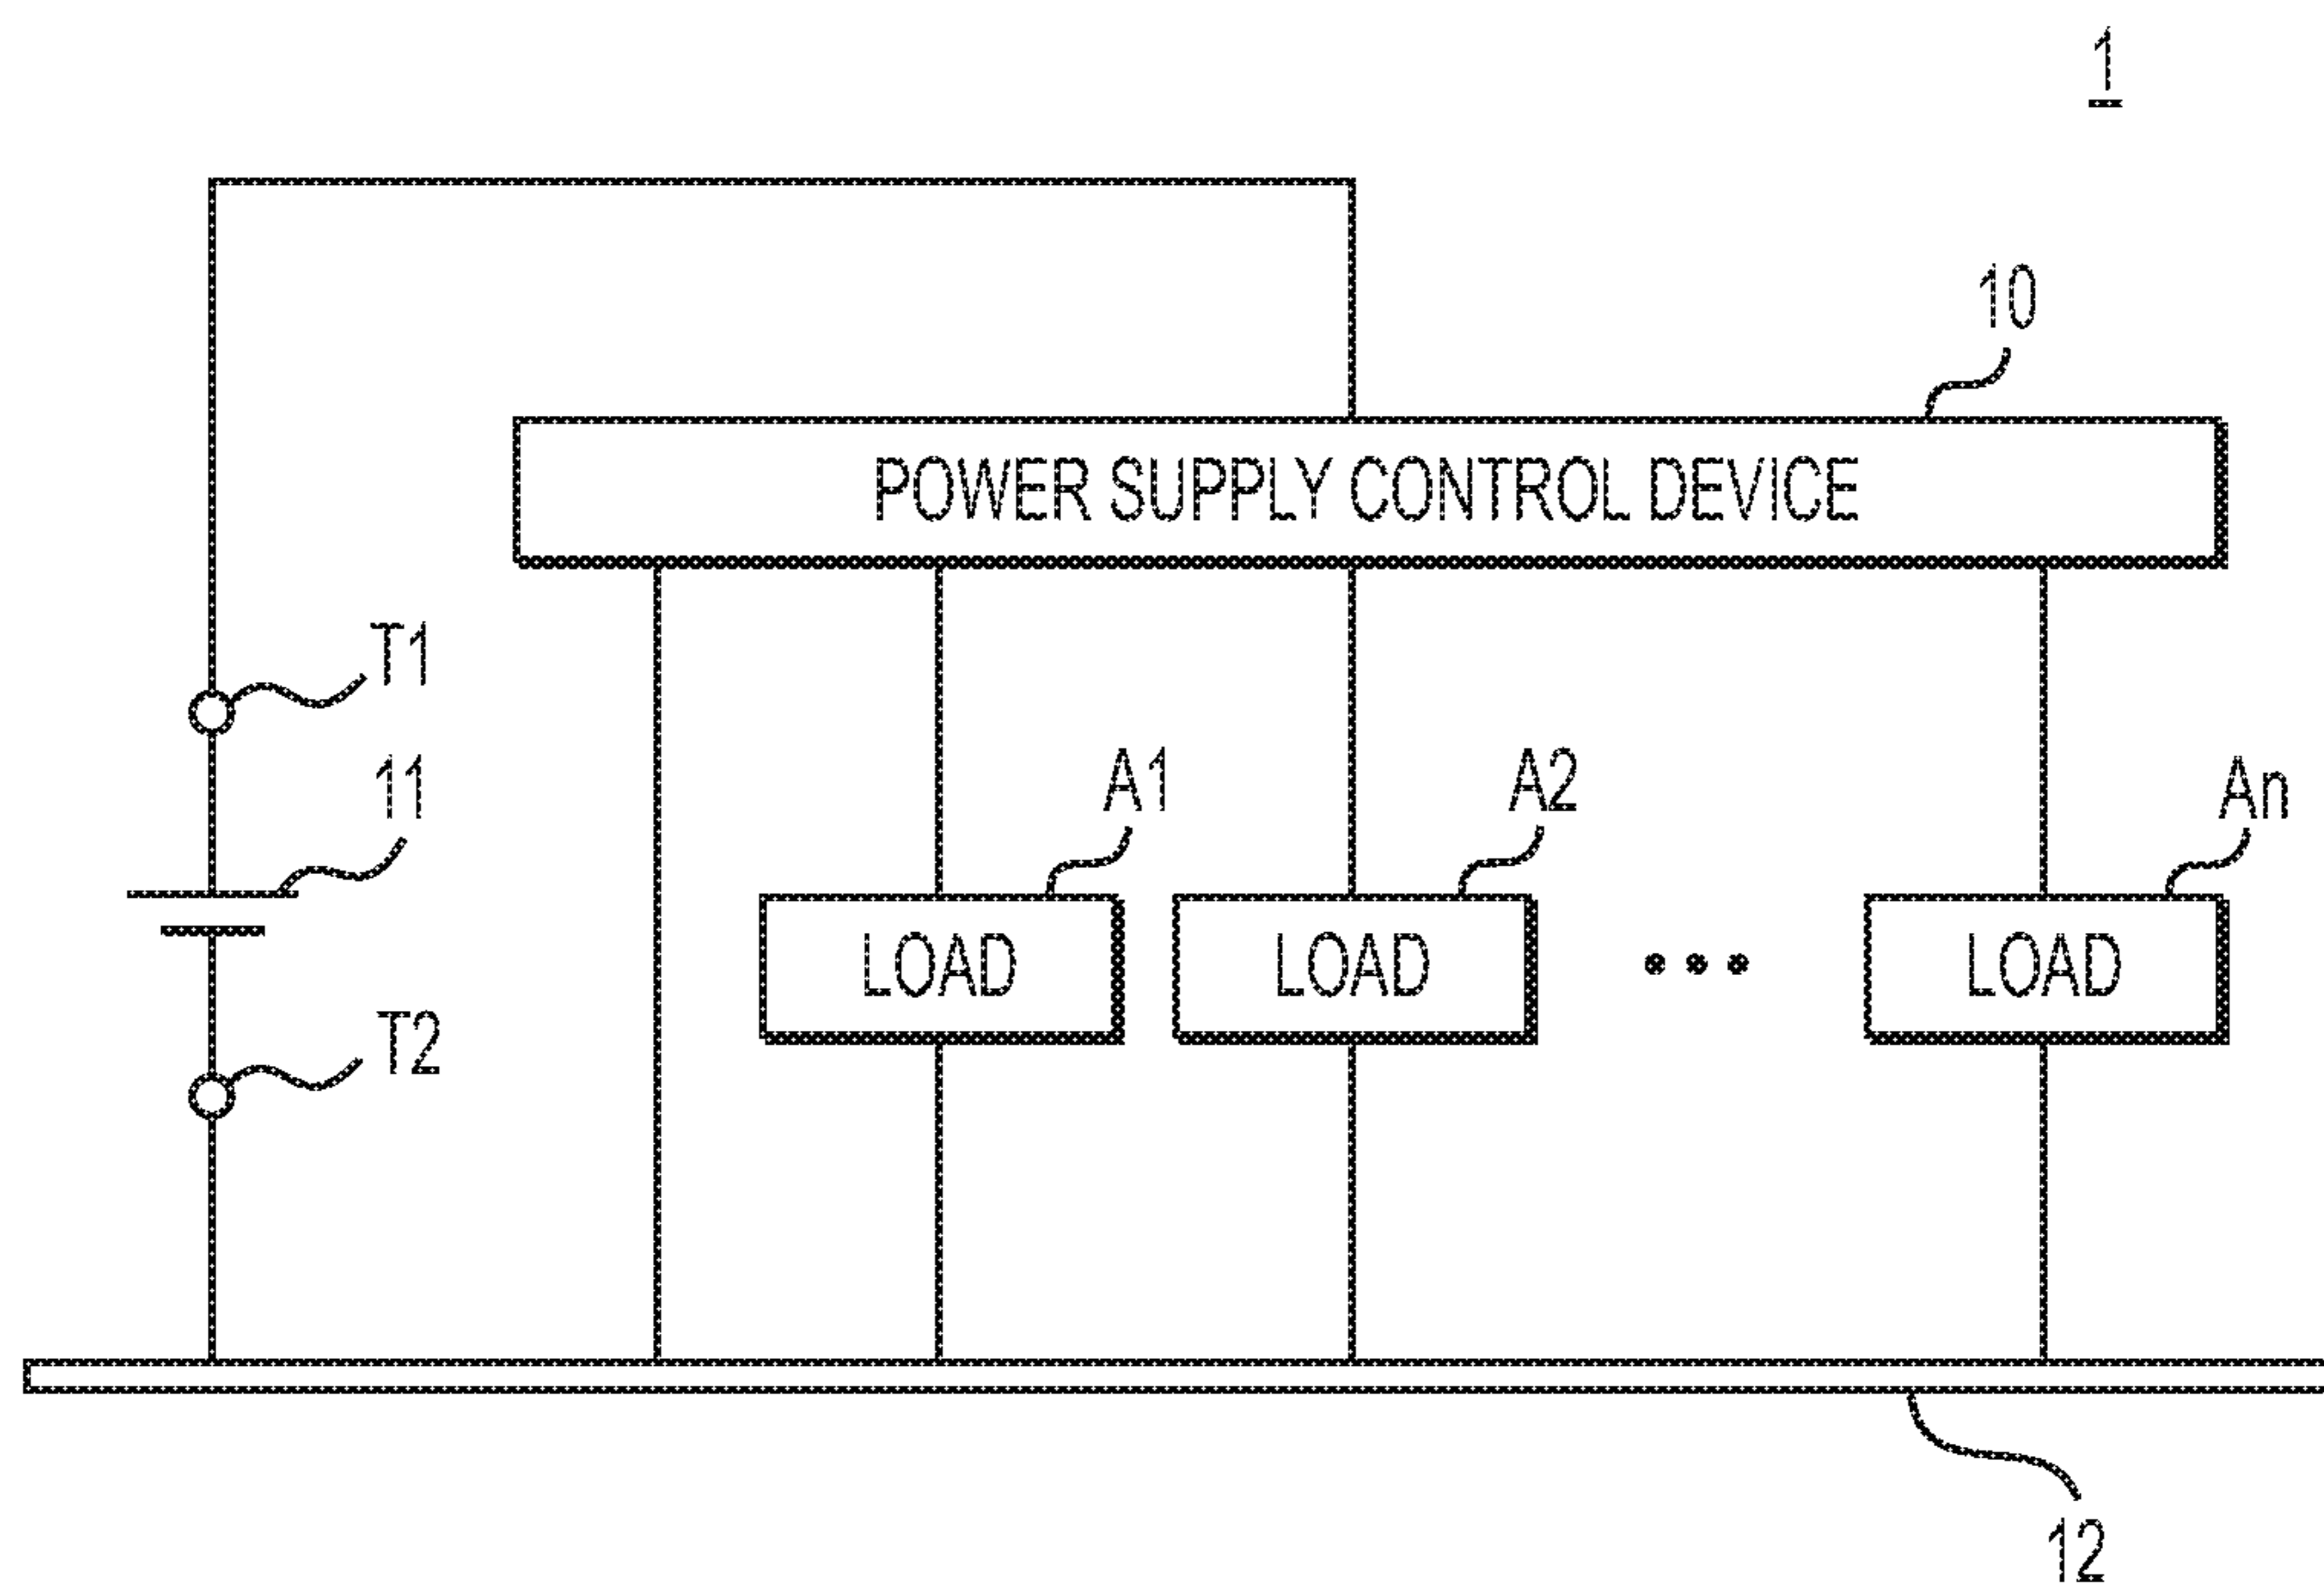 1
10
POWER SUPPLY CONTROL DEVICE
T1
11
A1
A2
An
LOAD
LOAD
LOAD
T2
12